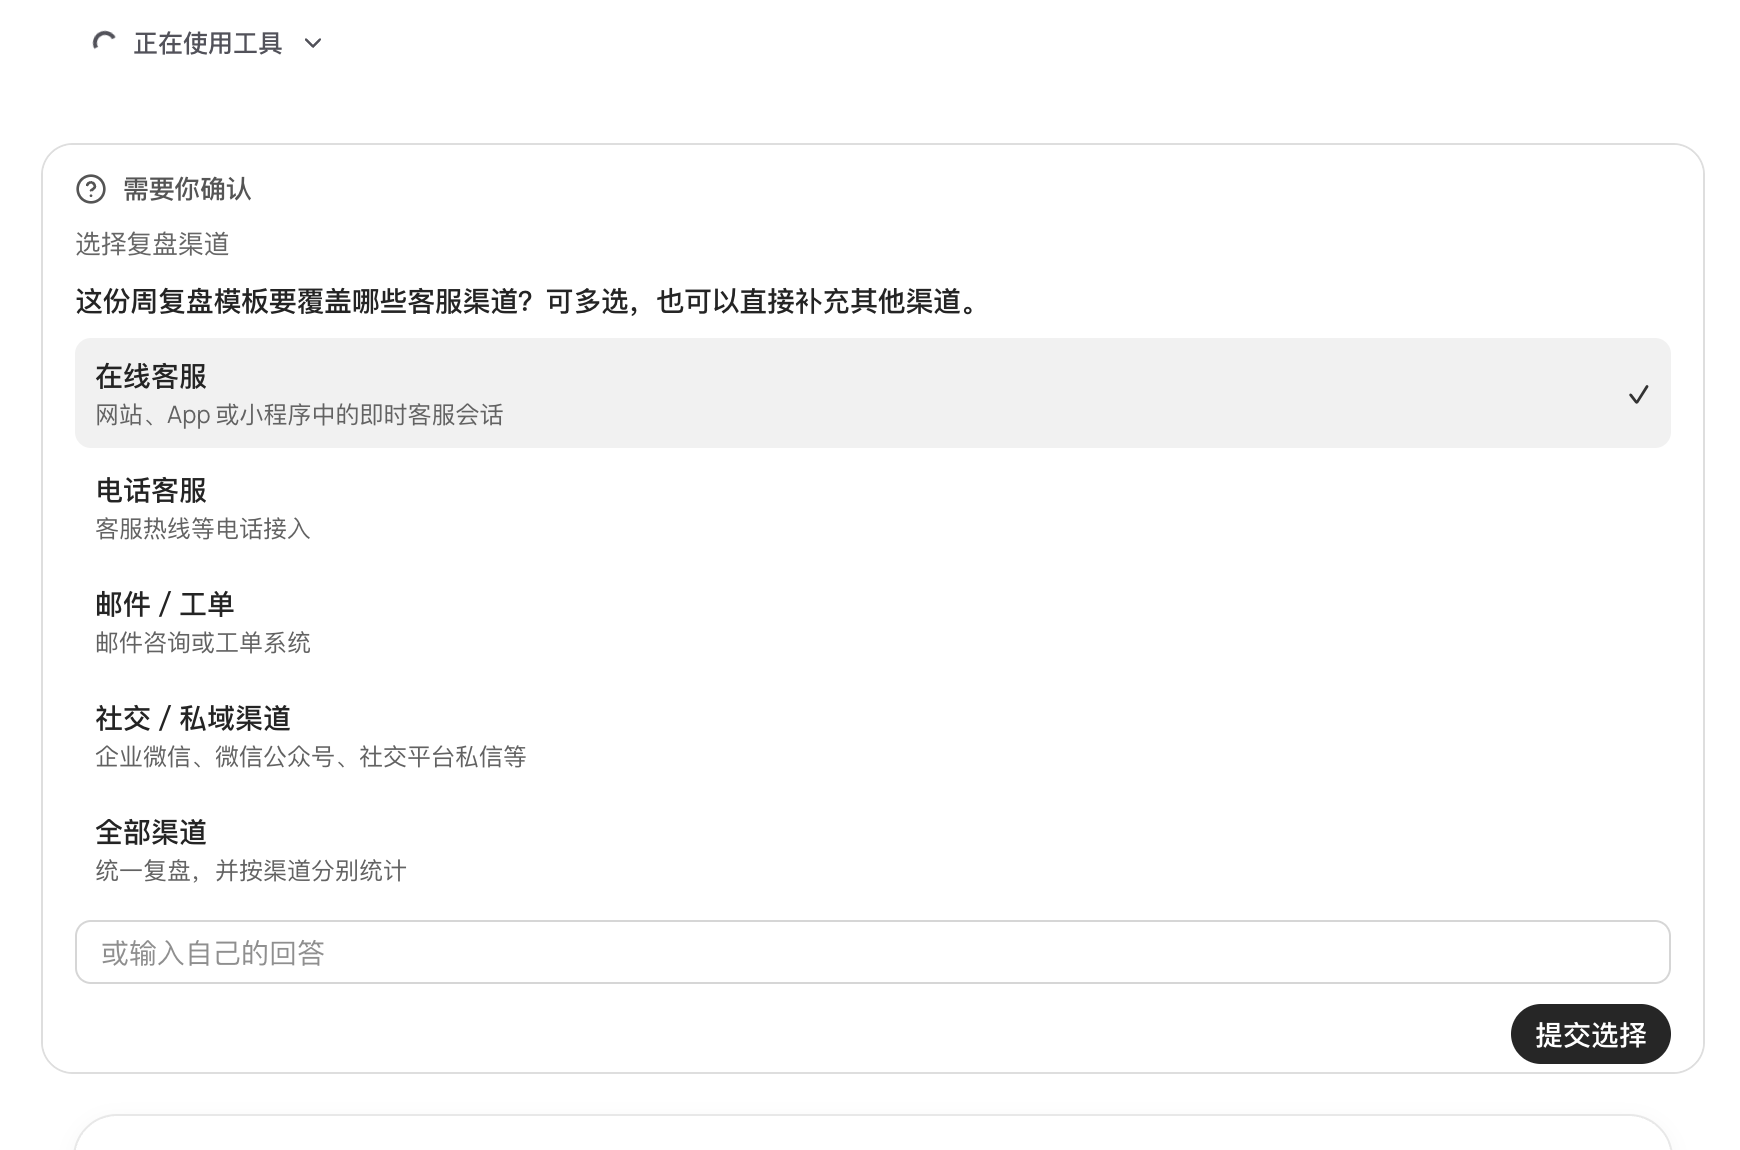 正在使用工具
需要你确认
选择复盘渠道
这份周复盘模板要覆盖哪些客服渠道？可多选，也可以直接补充其他渠道。
在线客服
网站、App 或小程序中的即时客服会话
电话客服
客服热线等电话接入
邮件 / 工单
邮件咨询或工单系统
社交 / 私域渠道
企业微信、微信公众号、社交平台私信等
全部渠道
统一复盘，并按渠道分别统计
或输入自己的回答
提交选择